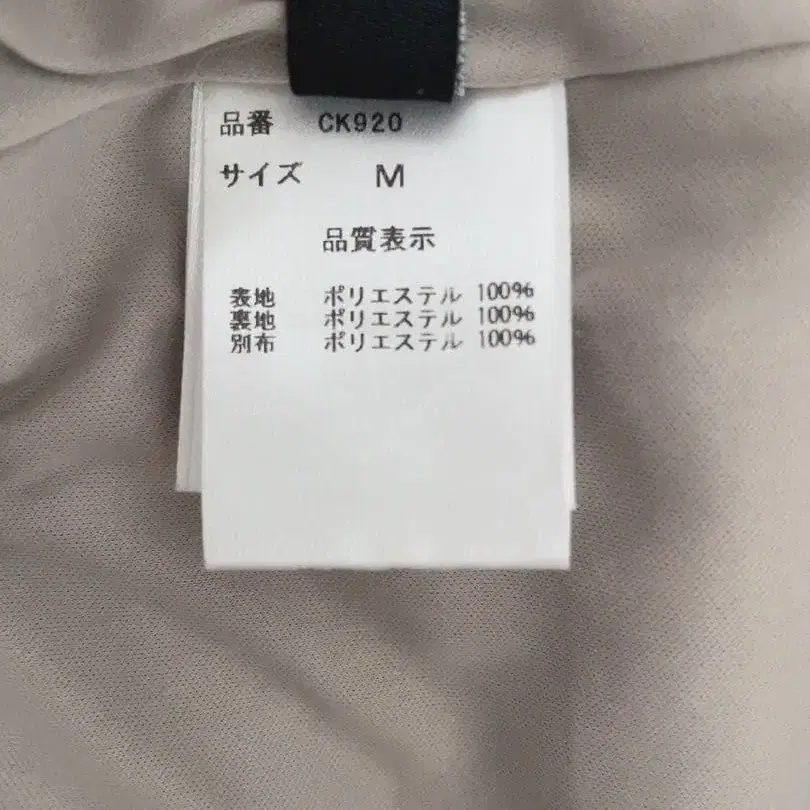 品番 CK920
サイズ M
品質表示
表地 ポリエステル 100%
裏地 ポリエステル 100%
別布 ポリエステル 100%